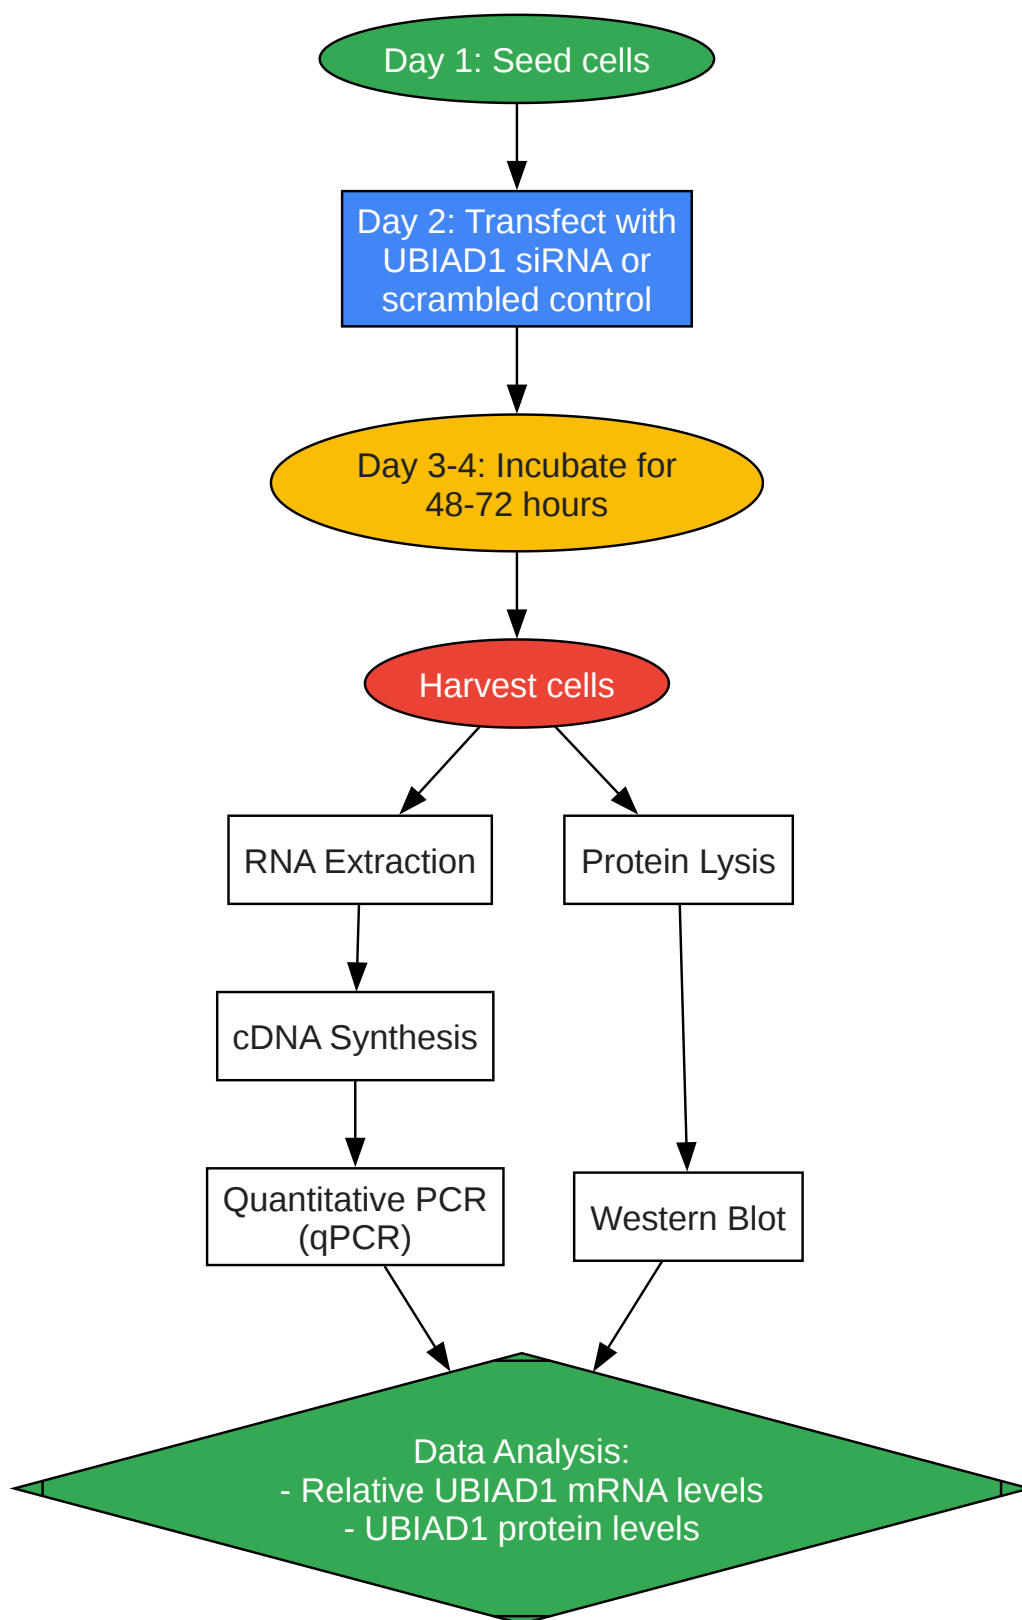 Day 1: Seed cells
Day 2: Transfect with
UBIAD1 siRNA or
scrambled control
Day 3-4: Incubate for
48-72 hours
Harvest cells
RNA Extraction
Protein Lysis
cDNA Synthesis
Quantitative PCR
(qPCR)
Western Blot
Data Analysis:
- Relative UBIAD1 mRNA levels
- UBIAD1 protein levels